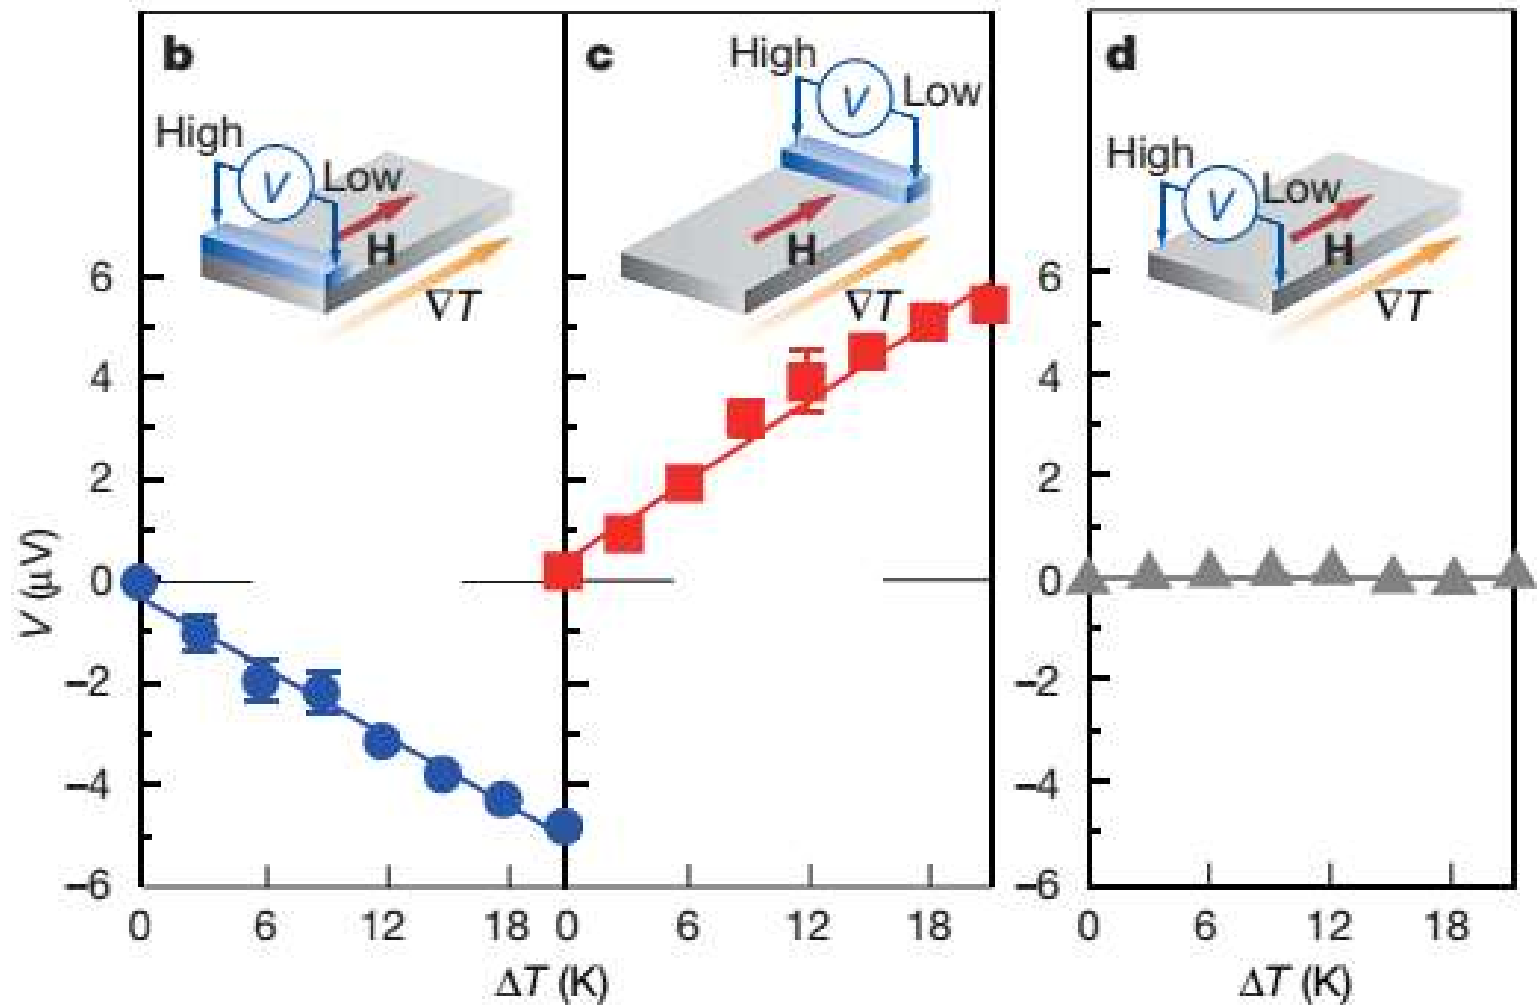 b
High
V
Low
H
∇T
c
High
V
Low
H
∇T
d
High
V
Low
H
∇T
V (μV)
6
4
2
0
−2
−4
−6
6
4
2
0
−2
−4
−6
0 6 12 18 0 6 12 18
0 6 12 18
ΔT (K)
ΔT (K)